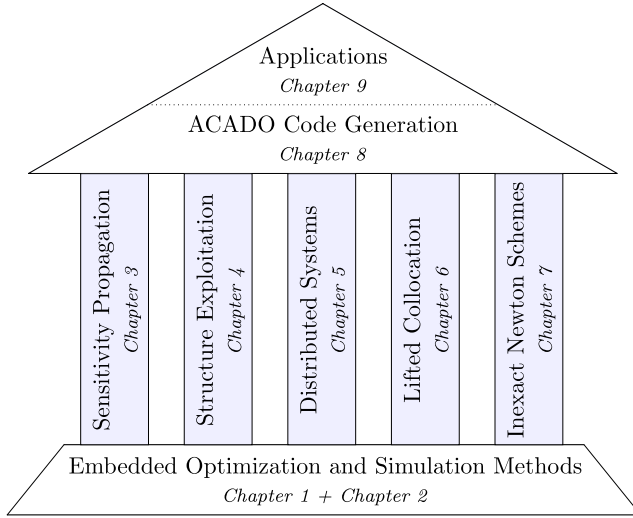 Applications
Chapter 9
ACADO Code Generation
Chapter 8
Sensitivity Propagation
Chapter 3
Structure Exploitation
Chapter 4
Distributed Systems
Chapter 5
Lifted Collocation
Chapter 6
Inexact Newton Schemes
Chapter 7
Embedded Optimization and Simulation Methods
Chapter 1 + Chapter 2